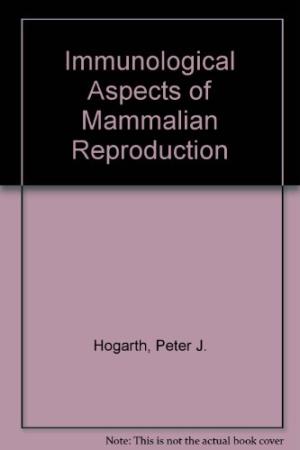 Immunological
Aspects of
Mammalian
Reproduction
Hogarth, Peter J.
Note: This is not the actual book cover